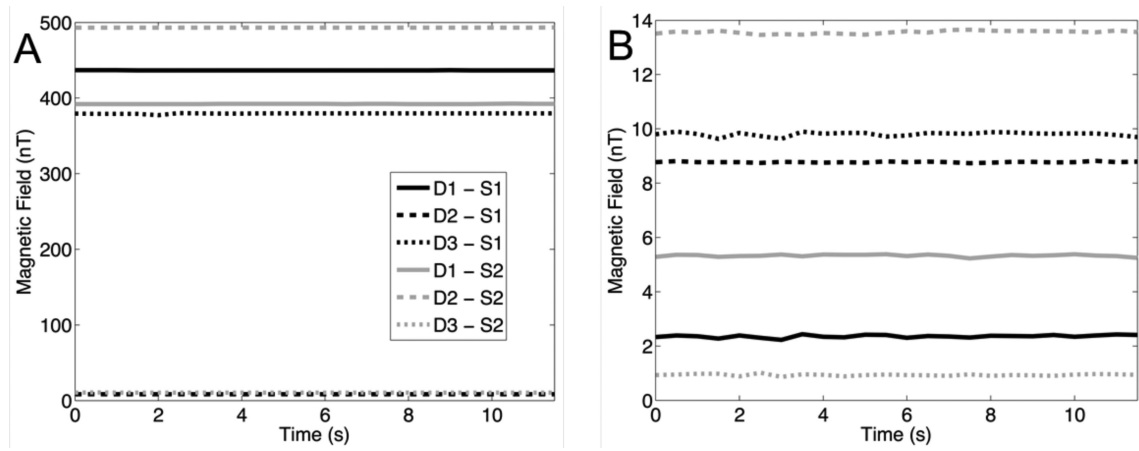 A
500
400
300
200
100
0
0 2 4 6 8 10
Magnetic Field (nT)
Time (s)
D1 − S1
D2 − S1
D3 − S1
D1 − S2
D2 − S2
D3 − S2
B
14
12
10
8
6
4
2
0
0 2 4 6 8 10
Magnetic Field (nT)
Time (s)